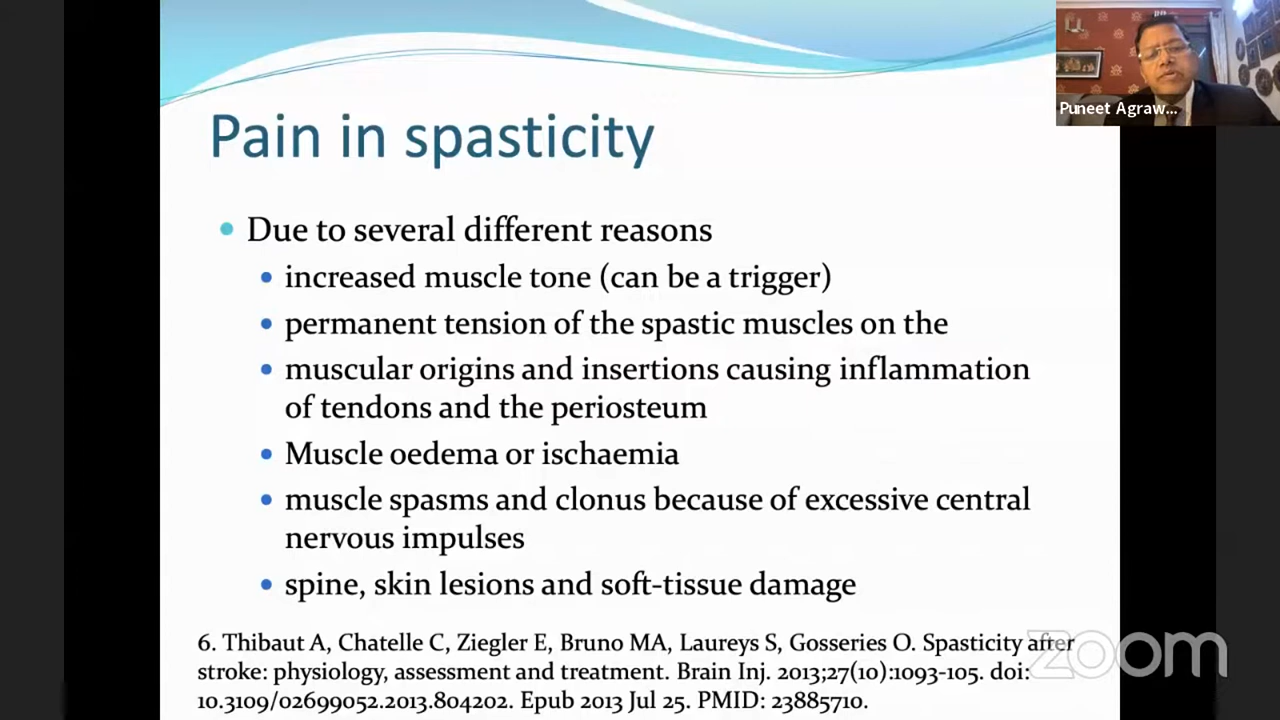 Pain in spasticity
Due to several different reasons
increased muscle tone (can be a trigger)
permanent tension of the spastic muscles on the
muscular origins and insertions causing inflammation
of tendons and the periosteum
Muscle oedema or ischaemia
muscle spasms and clonus because of excessive central
nervous impulses
spine, skin lesions and soft-tissue damage
6. Thibaut A, Chatelle C, Ziegler E, Bruno MA, Laureys S, Gosseries O. Spasticity after
stroke: physiology, assessment and treatment. Brain Inj. 2013;27(10):1093-105. doi:
10.3109/02699052.2013.804202. Epub 2013 Jul 25. PMID: 23885710.
Puneet Agraw...
zoom